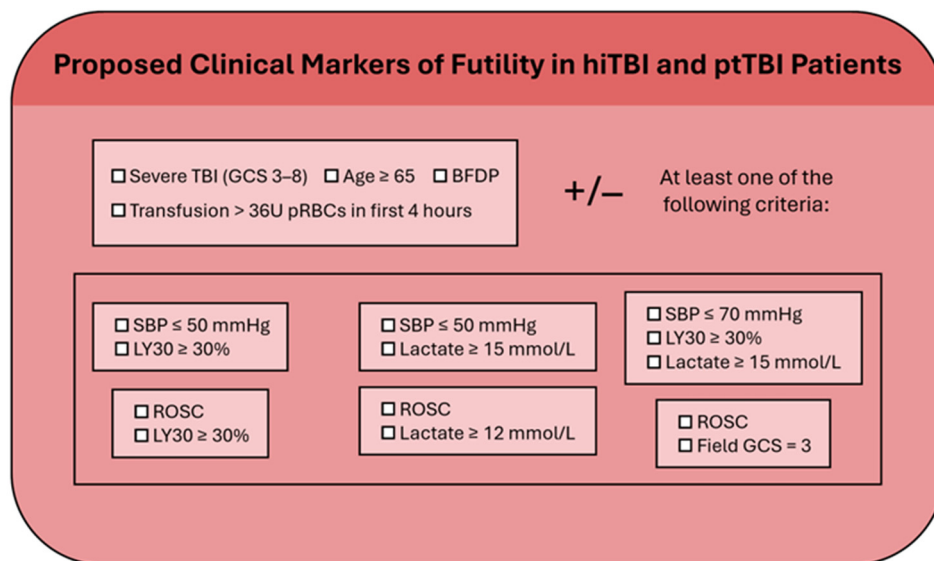 Proposed Clinical Markers of Futility in hiTBI and ptTBI Patients
☐ Severe TBI (GCS 3–8) ☐ Age ≥ 65 ☐ BFDP
☐ Transfusion > 36U pRBCs in first 4 hours
+/–
At least one of the
following criteria:
☐ SBP ≤ 50 mmHg
☐ LY30 ≥ 30%
☐ SBP ≤ 50 mmHg
☐ Lactate ≥ 15 mmol/L
☐ SBP ≤ 70 mmHg
☐ LY30 ≥ 30%
☐ Lactate ≥ 15 mmol/L
☐ ROSC
☐ LY30 ≥ 30%
☐ ROSC
☐ Lactate ≥ 12 mmol/L
☐ ROSC
☐ Field GCS = 3